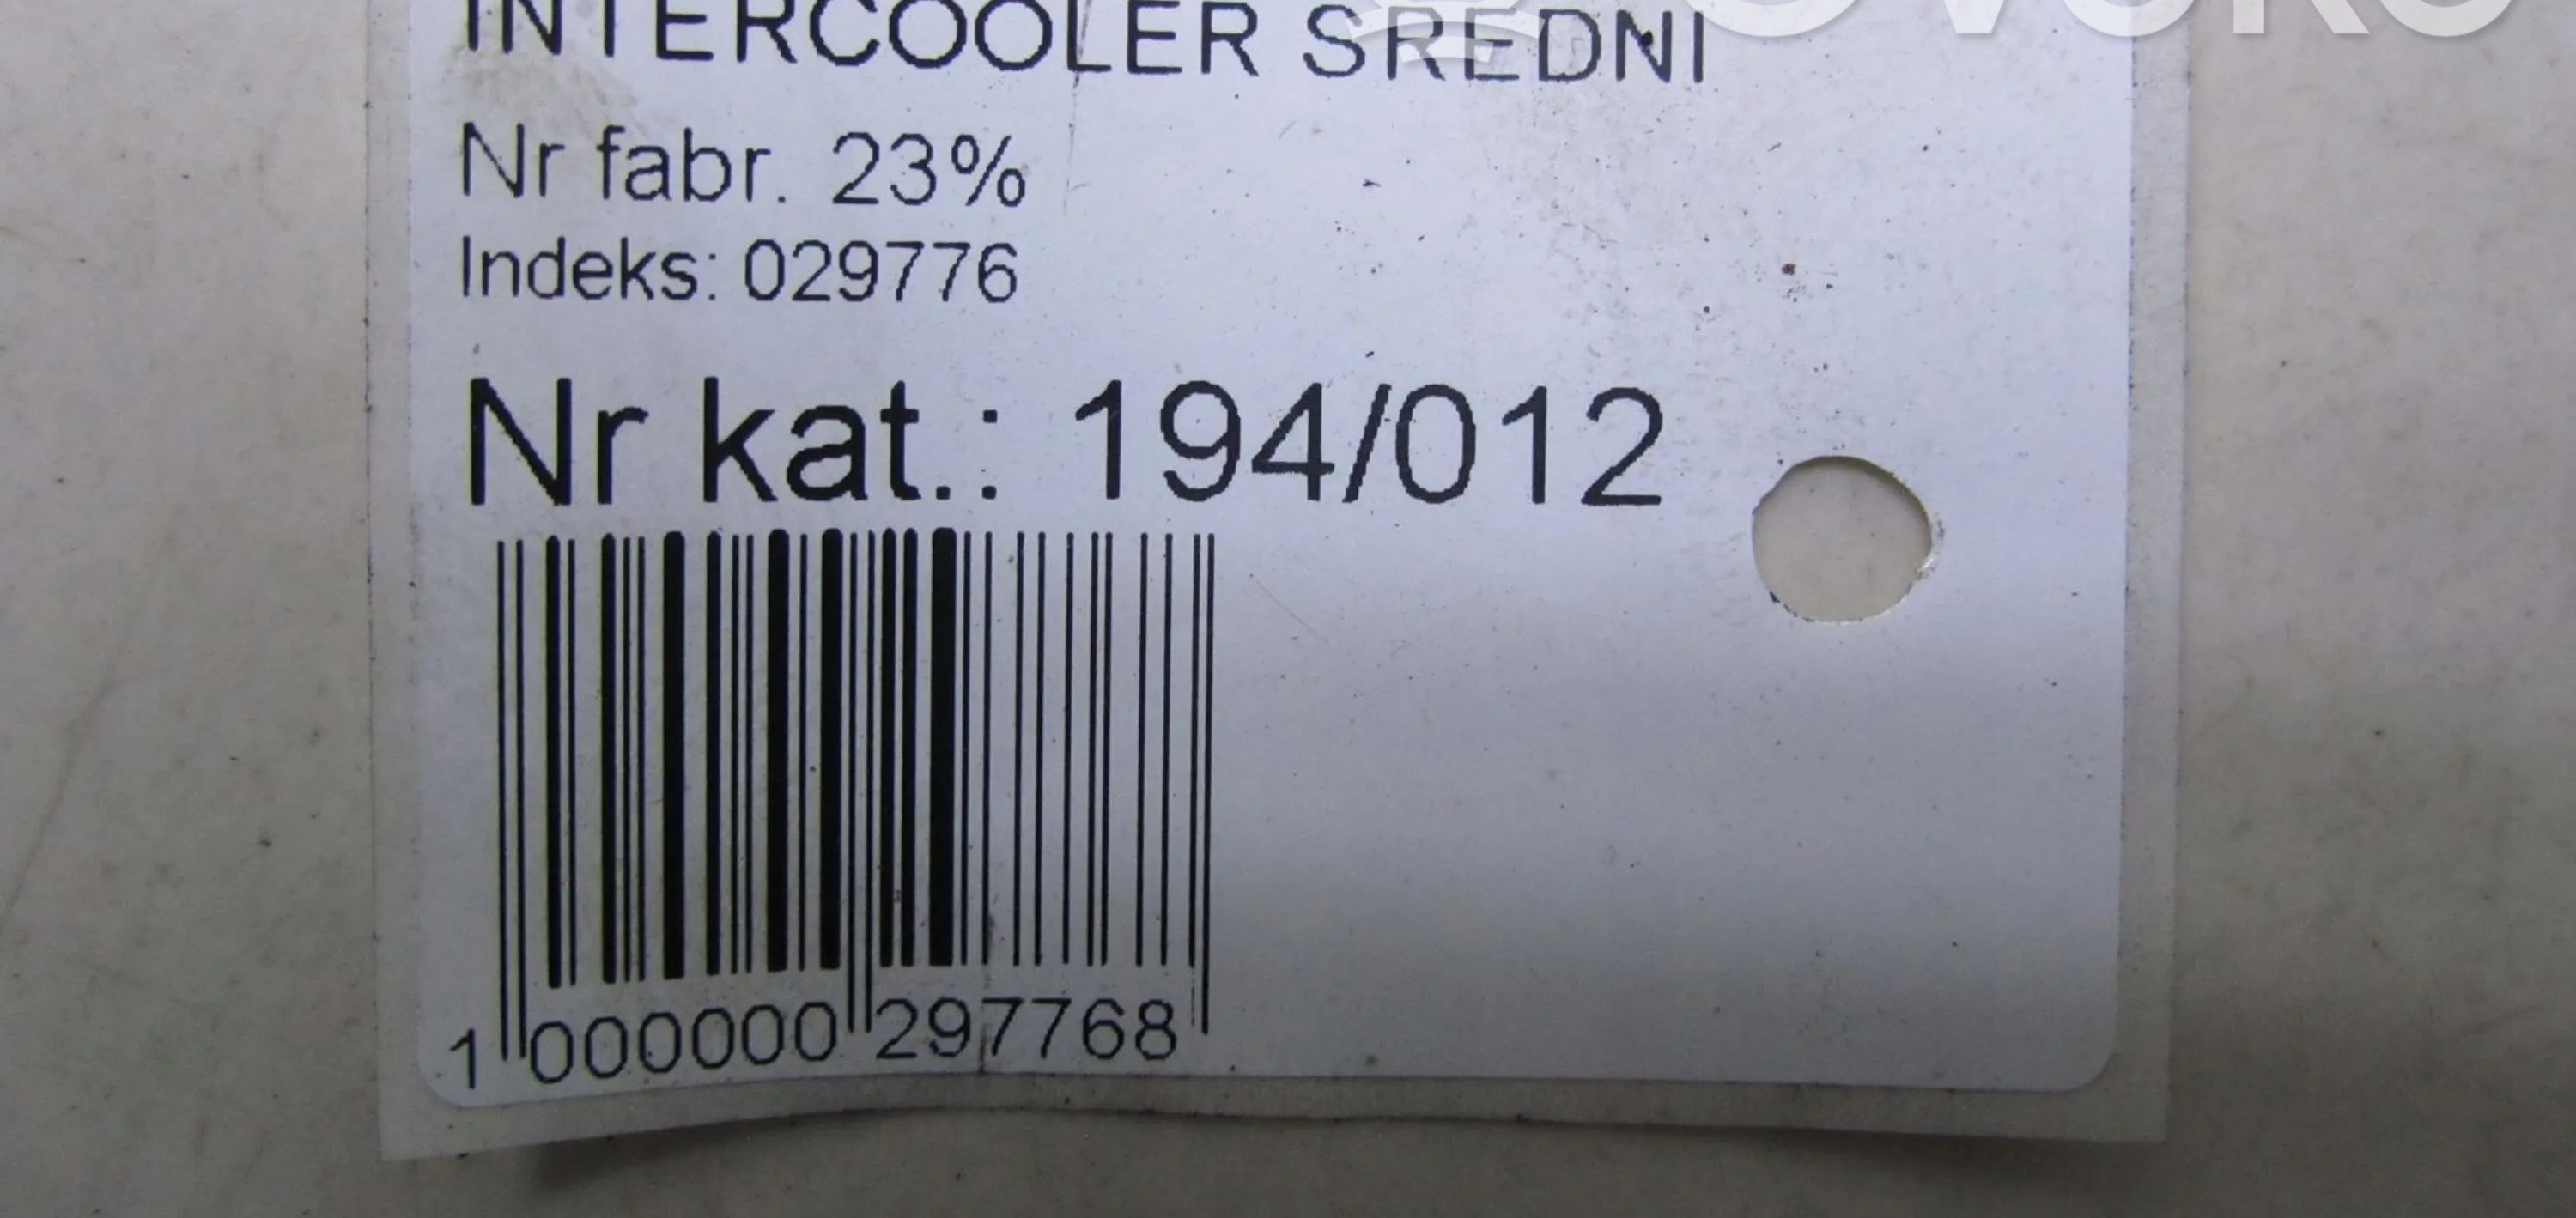 INTERCOOLER SREDNI
Nr fabr. 23%
Indeks: 029776
Nr kat.: 194/012
1 000000 297768